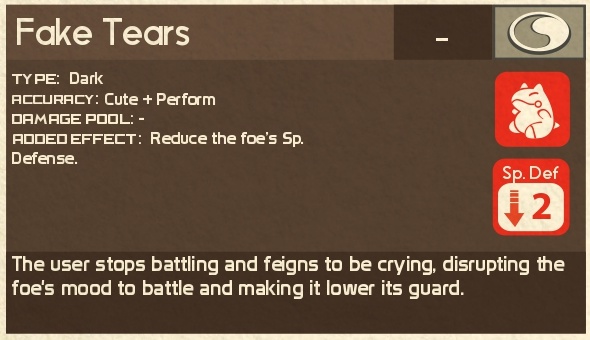 Fake Tears
–
TYPE: Dark
ACCURACY: Cute + Perform
DAMAGE POOL: -
ADDED EFFECT: Reduce the foe's Sp.
Defense.
Sp. Def
2
The user stops battling and feigns to be crying, disrupting the
foe's mood to battle and making it lower its guard.